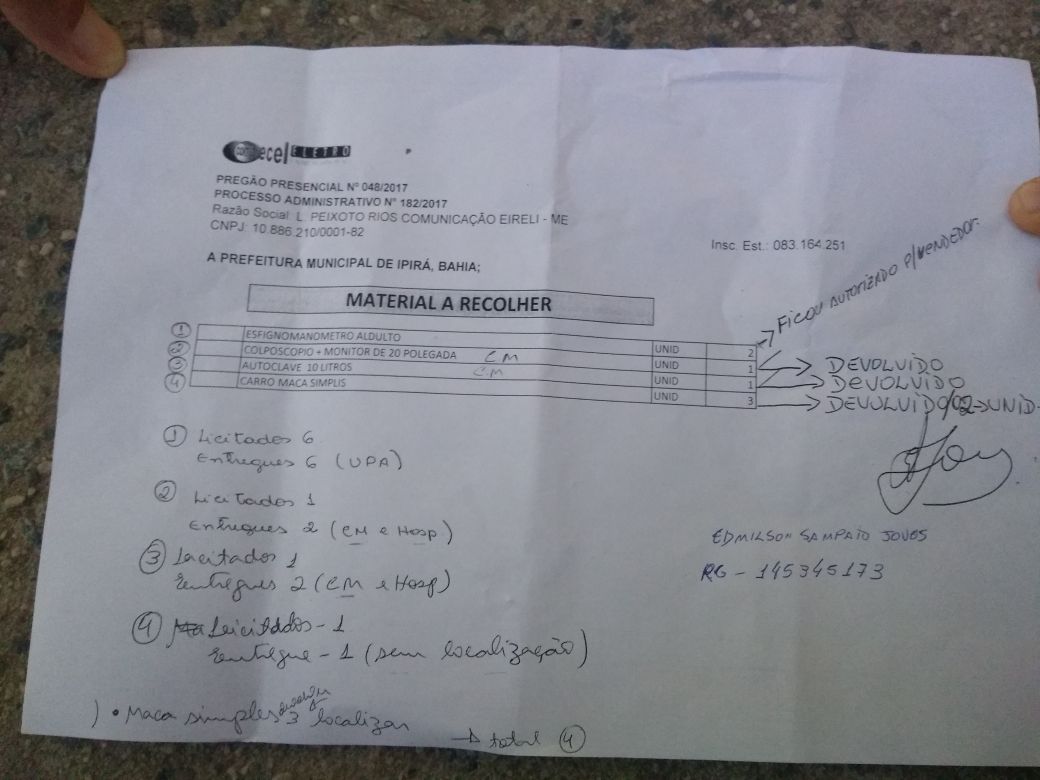 comecel ELETRO
PREGÃO PRESENCIAL N° 048/2017
PROCESSO ADMINISTRATIVO N° 182/2017
Razão Social: L. PEIXOTO RIOS COMUNICAÇÃO EIRELI - ME
CNPJ: 10.886.210/0001-82
Insc. Est.: 083.164.251
A PREFEITURA MUNICIPAL DE IPIRÁ, BAHIA;
FICOU AUTORIZADO P/VENDEDOR.
MATERIAL A RECOLHER
1 ESFIGNOMANOMETRO ALDULTO UNID 2
2 COLPOSCOPIO + MONITOR DE 20 POLEGADA CM UNID 1 DEVOLVIDO
3 AUTOCLAVE 10 LITROS CM UNID 1 DEVOLVIDO
4 CARRO MACA SIMPLIS UNID 3 DEVOLVIDO/02 UNID
1 Licitados 6
Entregues 6 (UPA)
2 Licitados 1
Entregues 2 (CM e Hosp)
3 Licitados 1
Entregues 2 (CM e Hosp)
4 Licitados - 1
Entregue - 1 (sem localização)
EDMILSON SAMPAIO
RG - 145345173
) • Maca simples 3 localizar
→ total 4